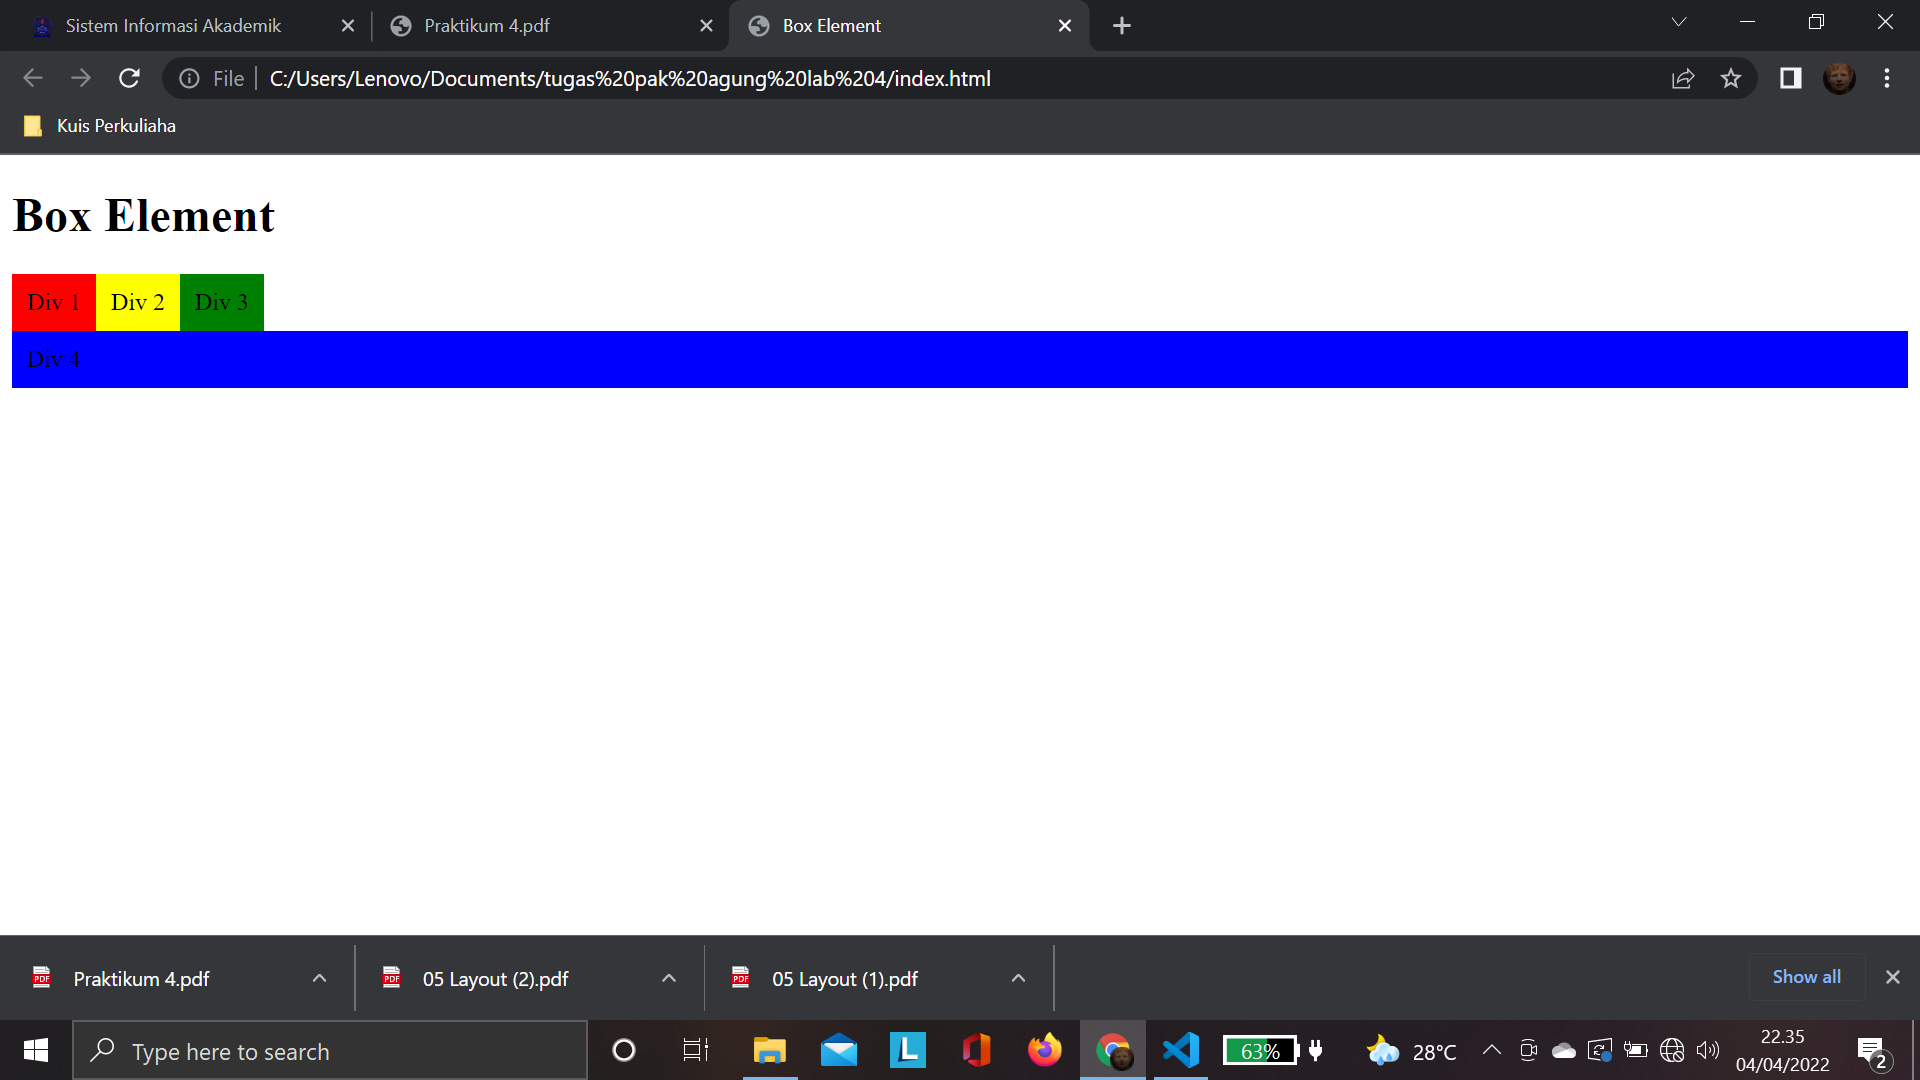 Sistem Informasi Akademik
Praktikum 4.pdf
Box Element
File
C:/Users/Lenovo/Documents/tugas%20pak%20agung%20lab%204/index.html
Kuis Perkuliaha
Box Element
Div 1 Div 2 Div 3
Div 4
Praktikum 4.pdf
05 Layout (2).pdf
05 Layout (1).pdf
Show all
Type here to search
L
63%
28°C
22.35
04/04/2022
2